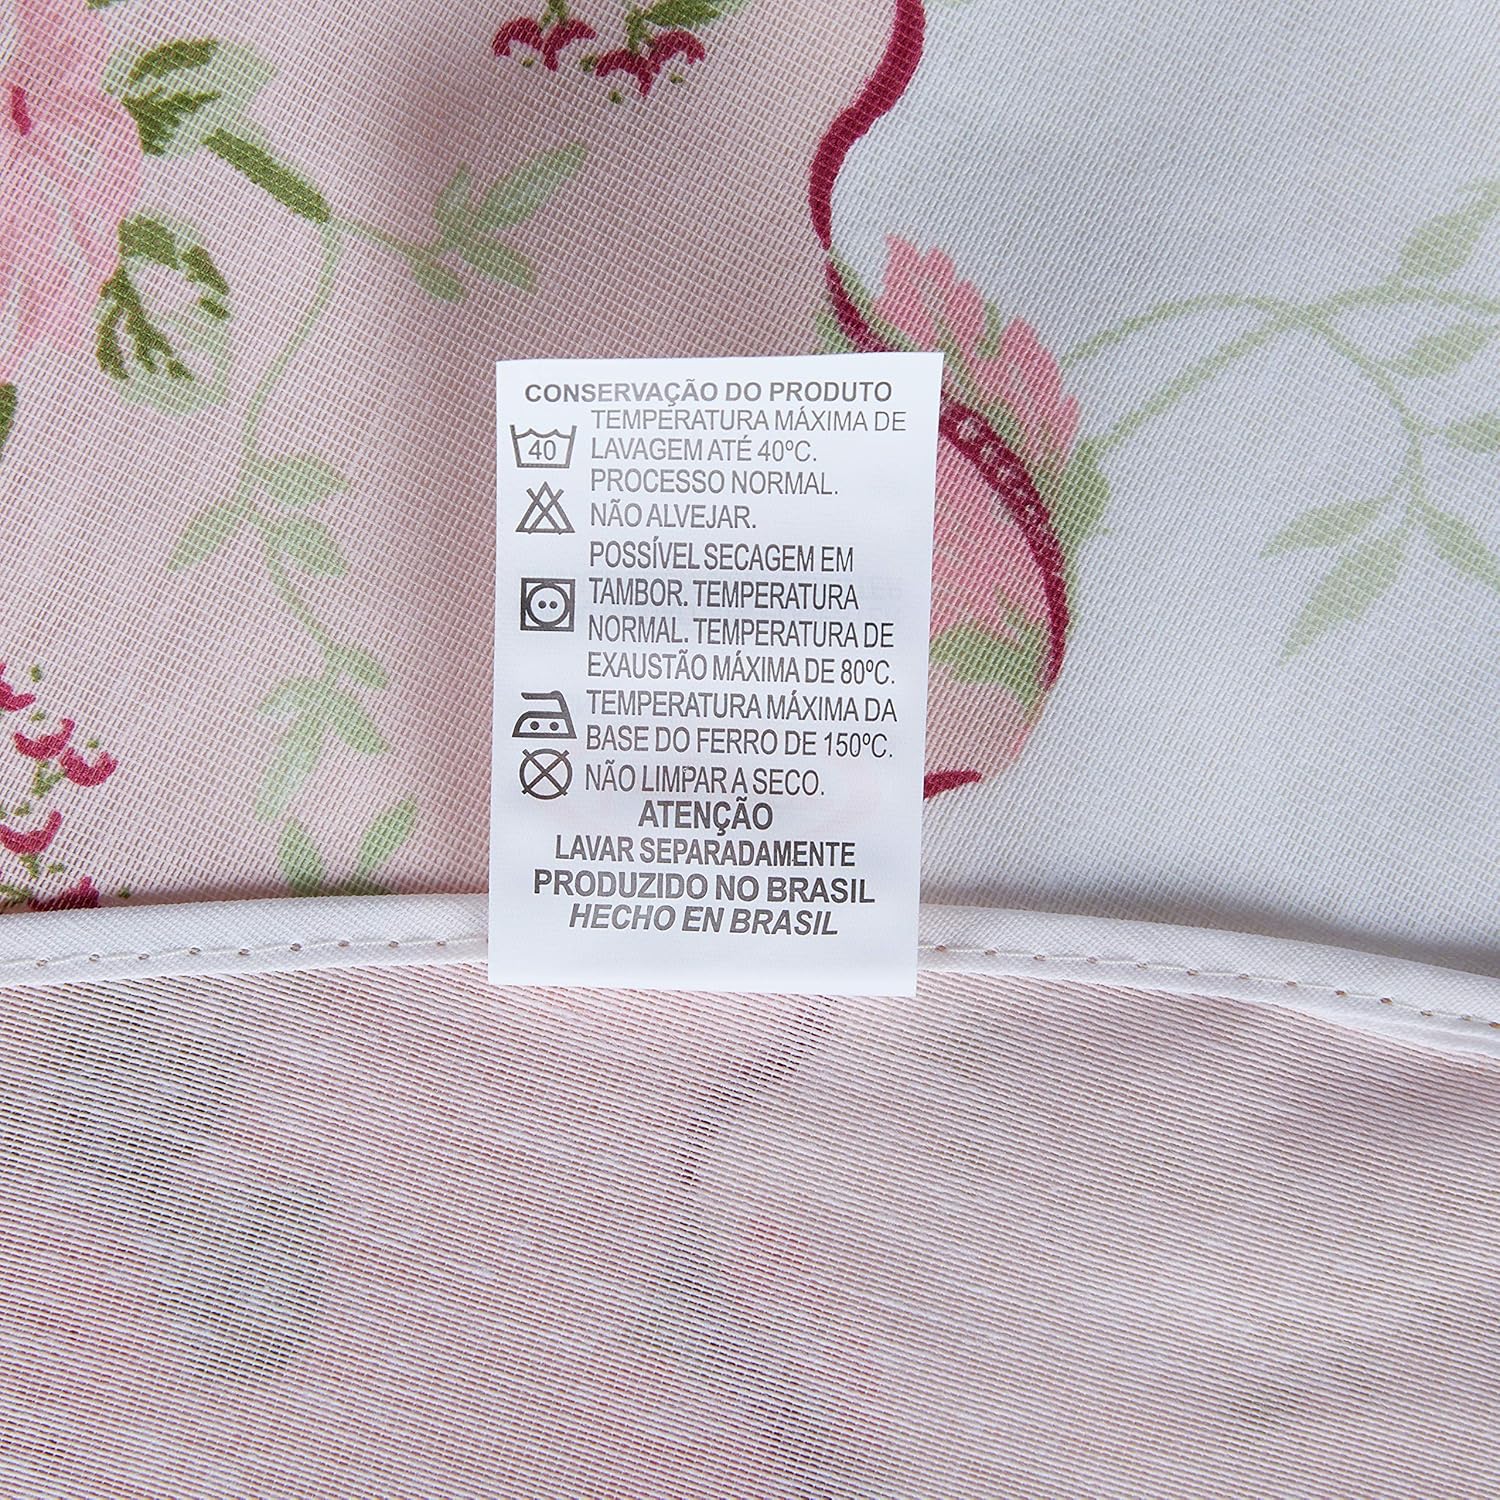 CONSERVAÇÃO DO PRODUTO
TEMPERATURA MÁXIMA DE
40 LAVAGEM ATÉ 40ºC.
PROCESSO NORMAL.
NÃO ALVEJAR.
POSSÍVEL SECAGEM EM
TAMBOR. TEMPERATURA
NORMAL. TEMPERATURA DE
EXAUSTÃO MÁXIMA DE 80ºC.
TEMPERATURA MÁXIMA DA
BASE DO FERRO DE 150ºC.
NÃO LIMPAR A SECO.
ATENÇÃO
LAVAR SEPARADAMENTE
PRODUZIDO NO BRASIL
HECHO EN BRASIL